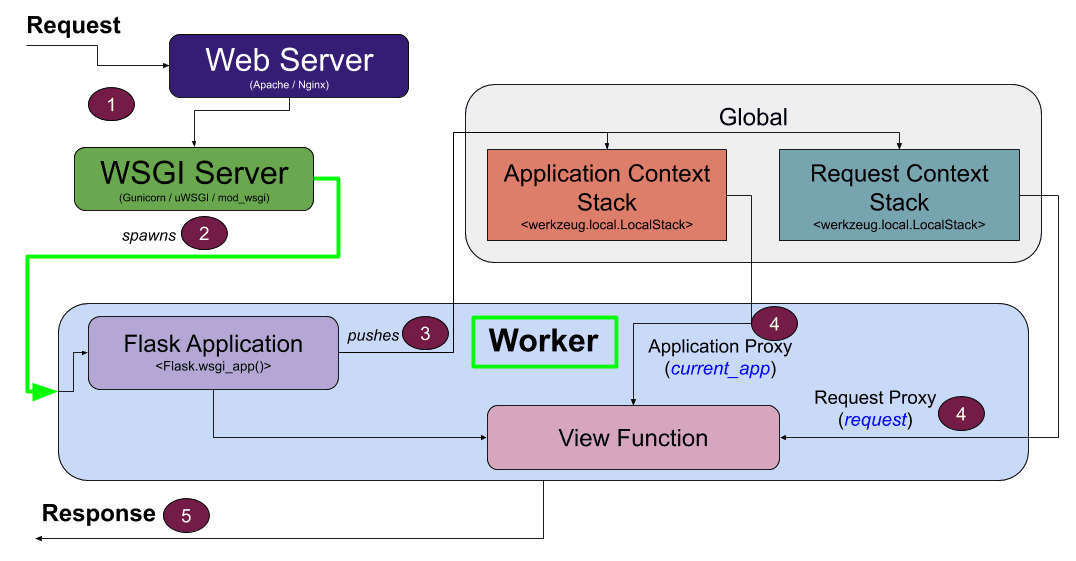 Request
Web Server
(Apache / Nginx)
1
Global
WSGI Server
(Gunicorn / uWSGI / mod_wsgi)
Application Context
Stack
<werkzeug.local.LocalStack>
Request Context
Stack
<werkzeug.local.LocalStack>
spawns 2
Flask Application
<Flask.wsgi_app()>
pushes 3
Worker
4
Application Proxy
(current_app)
Request Proxy
(request)
4
View Function
Response 5